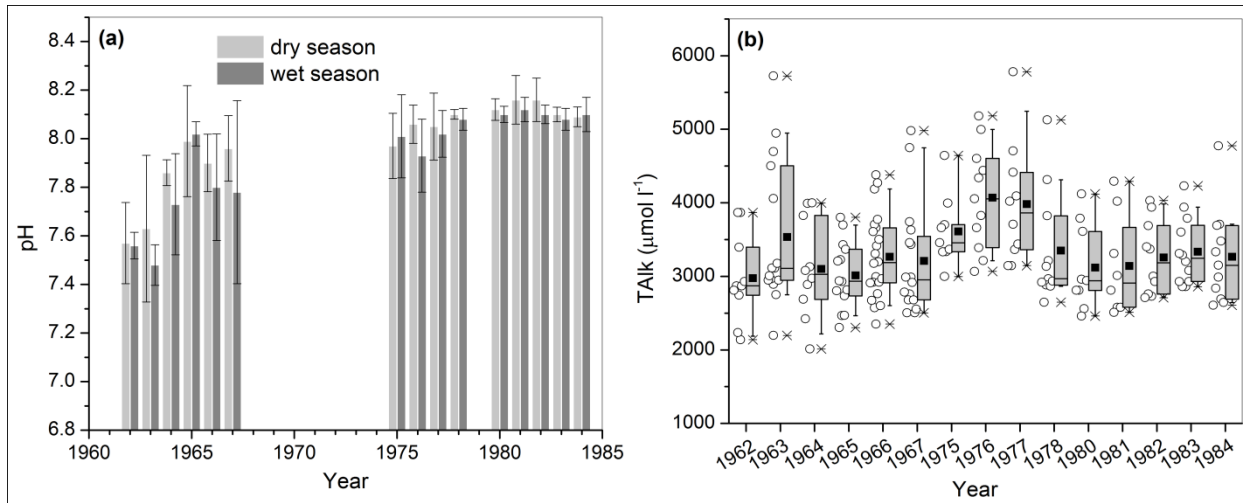 (a)
dry season
wet season
8.4
8.2
8.0
7.8
7.6
7.4
7.2
7.0
6.8
pH
1960 1965 1970 1975 1980 1985
Year
(b)
6000
5000
4000
3000
2000
1000
TAlk (μmol l⁻¹)
1962 1963 1964 1965 1966 1967 1975 1976 1977 1978 1980 1981 1982 1983 1984
Year